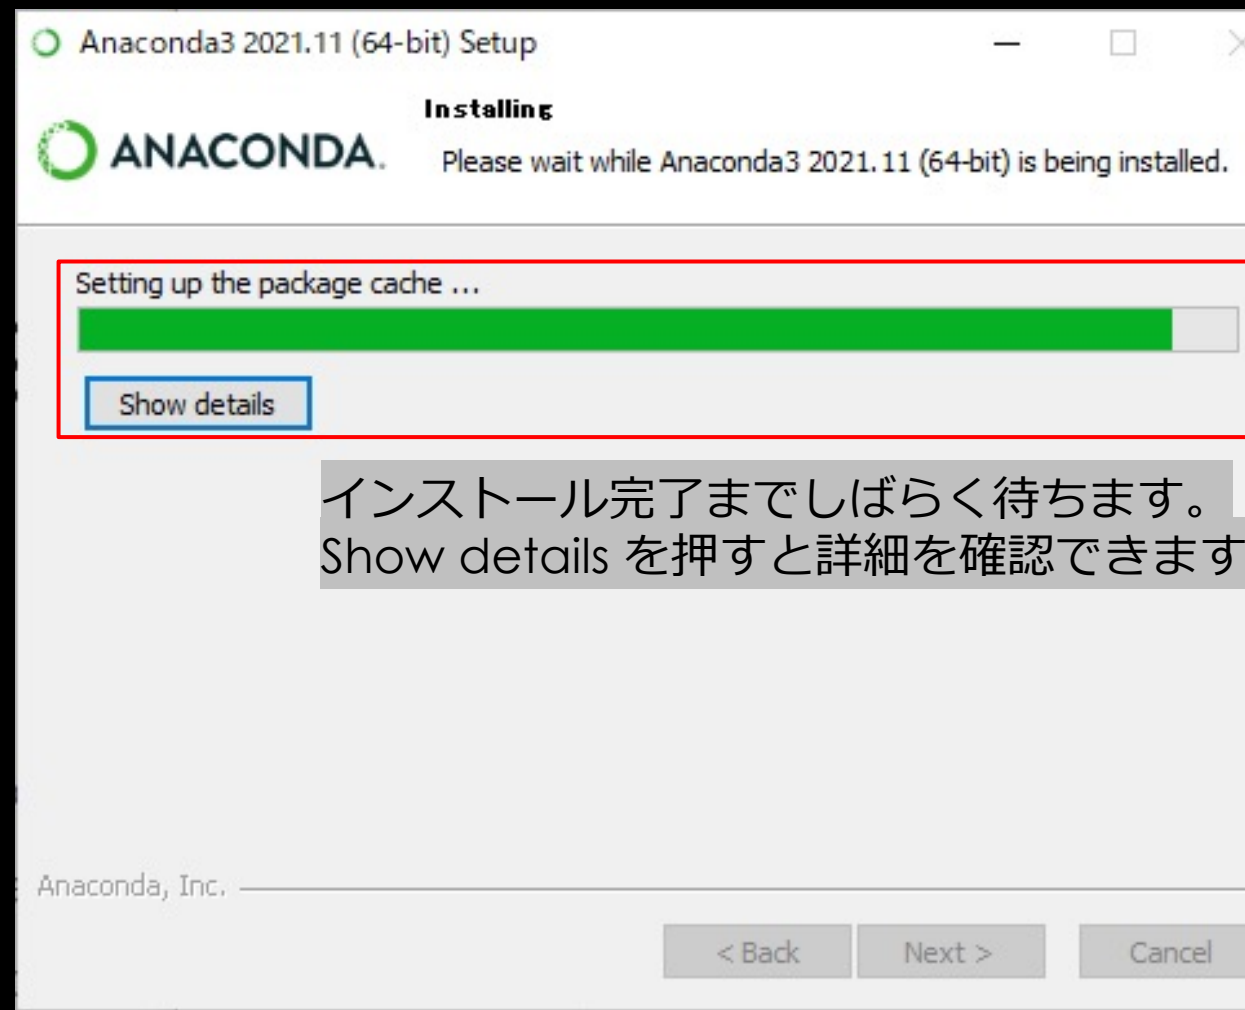 Anaconda3 2021.11 (64-bit) Setup
Installing
ANACONDA.
Please wait while Anaconda3 2021.11 (64-bit) is being installed.
Setting up the package cache ...
Show details
インストール完了までしばらく待ちます。
Show details を押すと詳細を確認できます
Anaconda, Inc.
< Back Next > Cancel